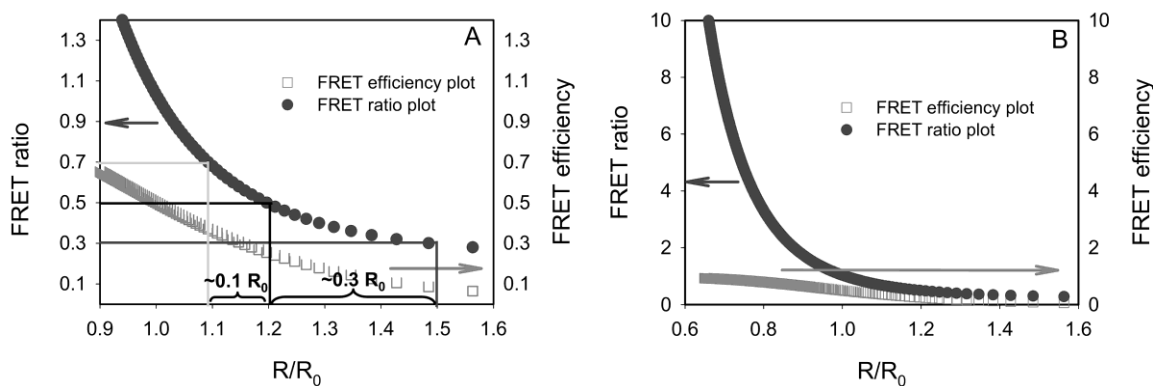 A
1.3
1.1
0.9
0.7
0.5
0.3
0.1
FRET ratio
FRET efficiency plot
FRET ratio plot
1.3
1.1
0.9
0.7
0.5
0.3
0.1
FRET efficiency
~0.1 R0
~0.3 R0
0.9 1.0 1.1 1.2 1.3 1.4 1.5 1.6
R/R0
B
10
8
6
4
2
0
FRET ratio
FRET efficiency plot
FRET ratio plot
10
8
6
4
2
0
FRET efficiency
0.6 0.8 1.0 1.2 1.4 1.6
R/R0